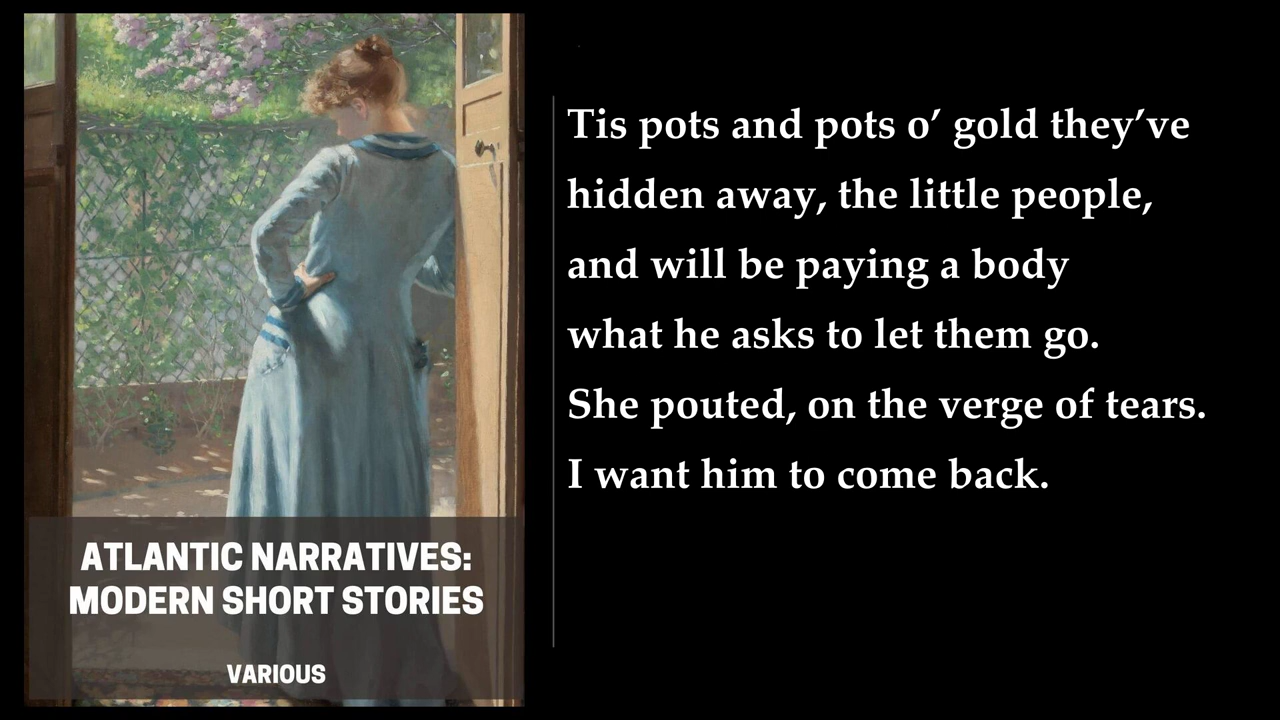 Tis pots and pots o’ gold they’ve
hidden away, the little people,
and will be paying a body
what he asks to let them go.
She pouted, on the verge of tears.
I want him to come back.
ATLANTIC NARRATIVES:
MODERN SHORT STORIES
VARIOUS